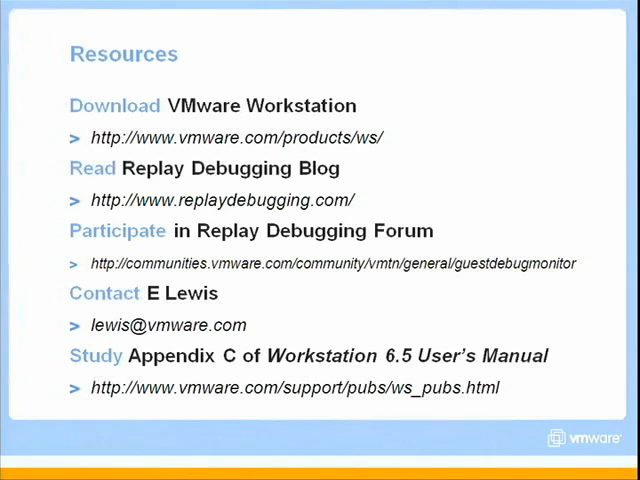 Resources
Download VMware Workstation
> http://www.vmware.com/products/ws/
Read Replay Debugging Blog
> http://www.replaydebugging.com/
Participate in Replay Debugging Forum
> http://communities.vmware.com/community/vmtn/general/guestdebugmonitor
Contact E Lewis
> lewis@vmware.com
Study Appendix C of Workstation 6.5 User's Manual
> http://www.vmware.com/support/pubs/ws_pubs.html
vmware